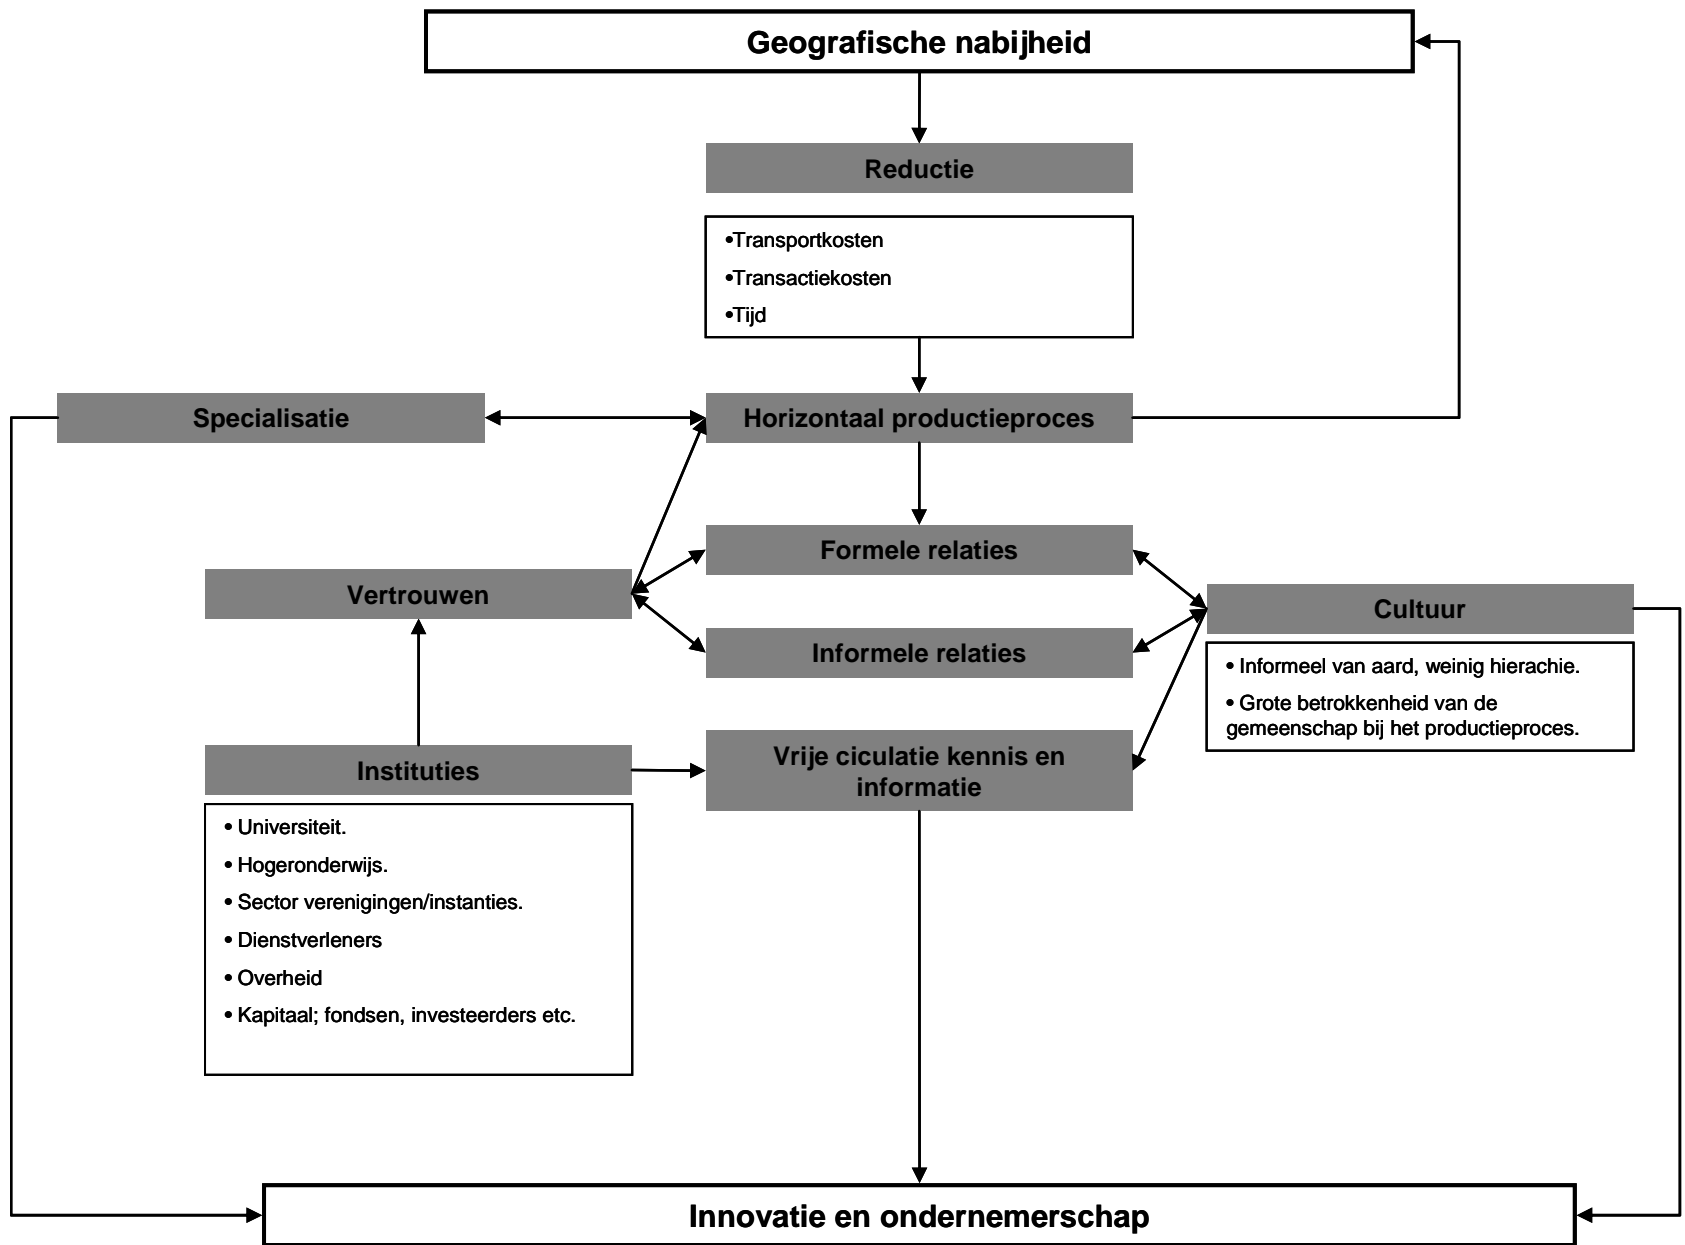 Geografische nabijheid
Reductie
•Transportkosten
•Transactiekosten
•Tijd
Specialisatie
Horizontaal productieproces
Formele relaties
Vertrouwen
Cultuur
Informele relaties
• Informeel van aard, weinig hierachie.
• Grote betrokkenheid van de
gemeenschap bij het productieproces.
Instituties
Vrije ciculatie kennis en
informatie
• Universiteit.
• Hogeronderwijs.
• Sector verenigingen/instanties.
• Dienstverleners
• Overheid
• Kapitaal; fondsen, investeerders etc.
Innovatie en ondernemerschap